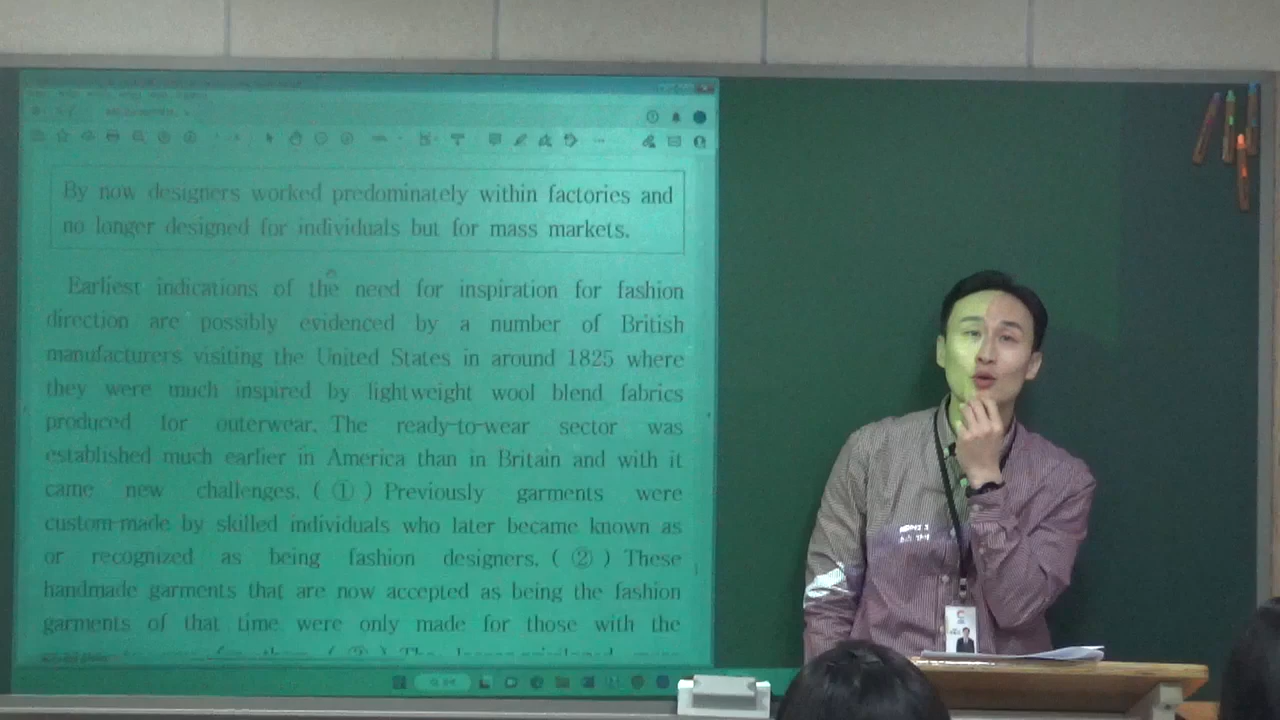 By now designers worked predominately within factories and
no longer designed for individuals but for mass markets.
Earliest indications of the need for inspiration for fashion
direction are possibly evidenced by a number of British
manufacturers visiting the United States in around 1825 where
they were much inspired by lightweight wool blend fabrics
produced for outerwear. The ready-to-wear sector was
established much earlier in America than in Britain and with it
came new challenges. ( ① ) Previously garments were
custom-made by skilled individuals who later became known as
or recognized as being fashion designers. ( ② ) These
handmade garments that are now accepted as being the fashion
garments of that time were only made for those with the